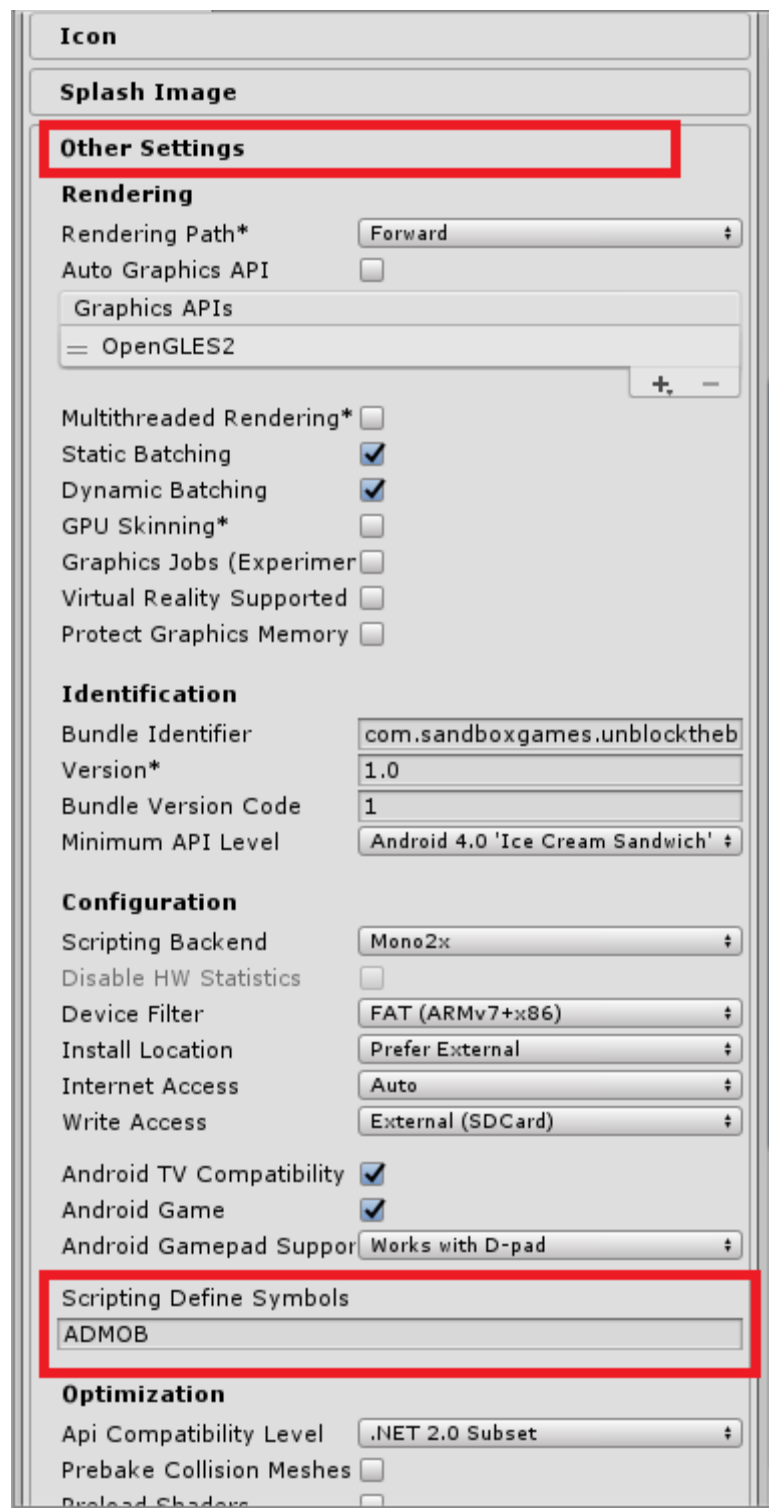 Icon
Splash Image
Other Settings
Rendering
Rendering Path* Forward
Auto Graphics API
Graphics APIs
OpenGLES2
Multithreaded Rendering*
Static Batching
Dynamic Batching
GPU Skinning*
Graphics Jobs (Experimer
Virtual Reality Supported
Protect Graphics Memory
Identification
Bundle Identifier com.sandboxgames.unblocktheb
Version* 1.0
Bundle Version Code 1
Minimum API Level Android 4.0 'Ice Cream Sandwich'
Configuration
Scripting Backend Mono2x
Disable HW Statistics
Device Filter FAT (ARMv7+x86)
Install Location Prefer External
Internet Access Auto
Write Access External (SDCard)
Android TV Compatibility
Android Game
Android Gamepad Suppor Works with D-pad
Scripting Define Symbols
ADMOB
Optimization
Api Compatibility Level .NET 2.0 Subset
Prebake Collision Meshes
Preload Shaders